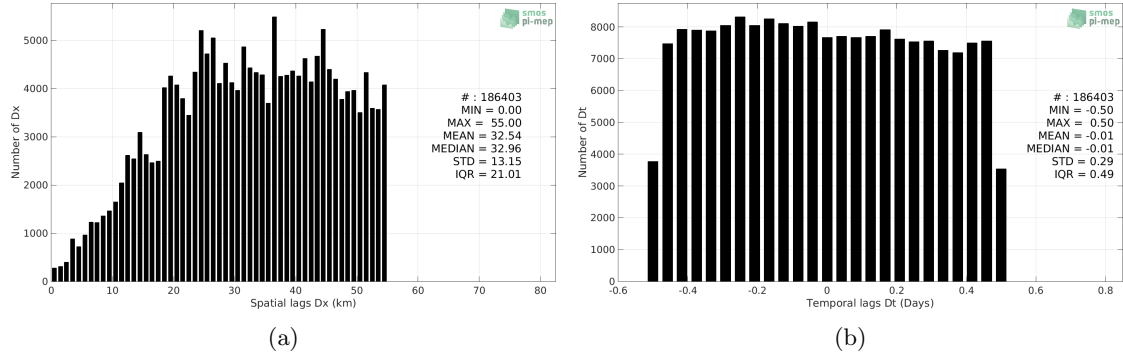 smos
pi-mep
5000
4000
3000
2000
1000
0
Number of Dx
# : 186403
MIN = 0.00
MAX = 55.00
MEAN = 32.54
MEDIAN = 32.96
STD = 13.15
IQR = 21.01
0 10 20 30 40 50 60 70 80
Spatial lags Dx (km)
(a)
smos
pi-mep
8000
7000
6000
5000
4000
3000
2000
1000
0
Number of Dt
# : 186403
MIN = -0.50
MAX = 0.50
MEAN = -0.01
MEDIAN = -0.01
STD = 0.29
IQR = 0.49
-0.6 -0.4 -0.2 0 0.2 0.4 0.6 0.8
Temporal lags Dt (Days)
(b)